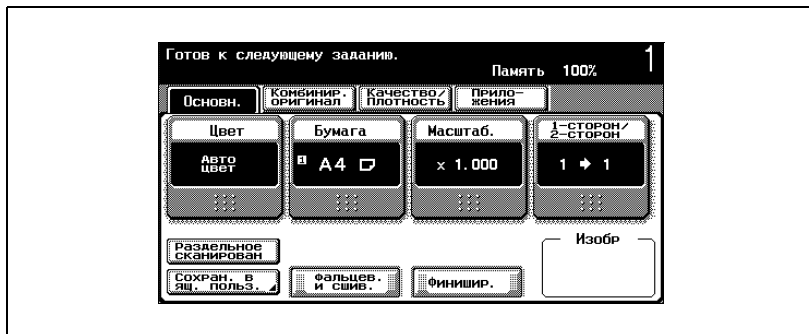 Готов к следующему заданию.
Память 100% 1
Основн.
Комбинир.
оригинал
Качество/
Плотность
Прило-
жения
Цвет
Авто
цвет
Бумага
1 A4
Масштаб.
x 1.000
1-сторон/
2-сторон
1 ➔ 1
Раздельное
сканирован
Сохран. в
ящ. польз.
Фальцев.
и сшив.
Финишир.
Изобр